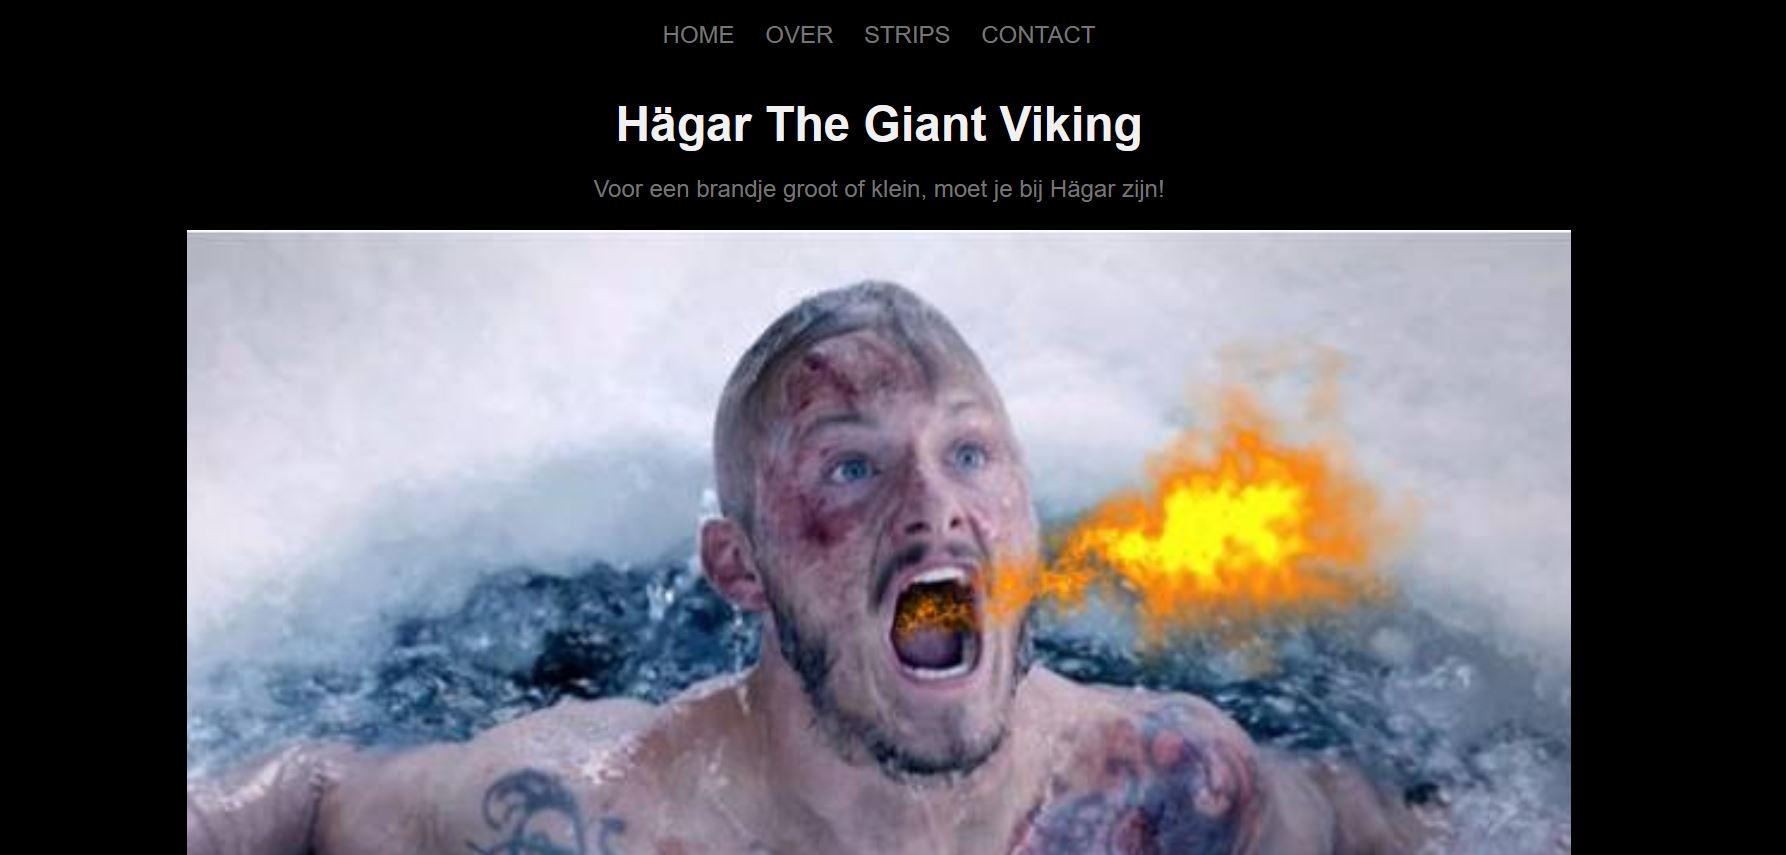 HOME OVER STRIPS CONTACT
Hägar The Giant Viking
Voor een brandje groot of klein, moet je bij Hägar zijn!